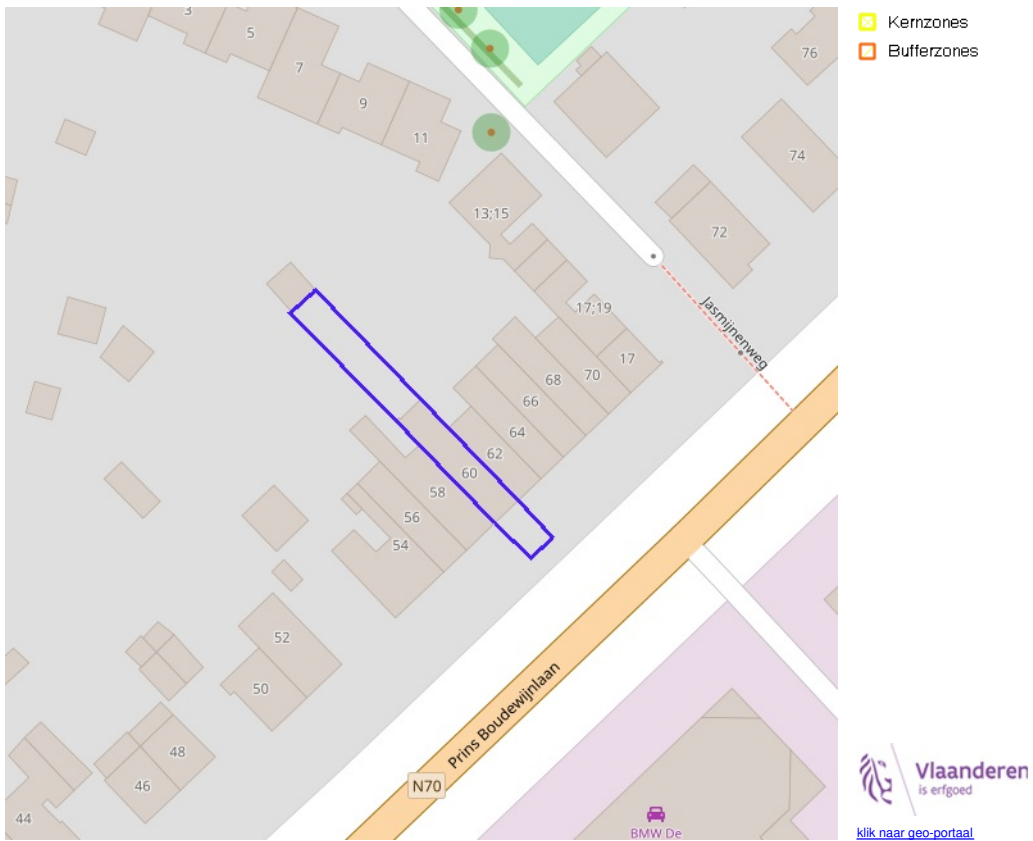 3
5
7
9
11
76
74
72
13;15
Jasmijnenweg
17;19
17
70
68
66
64
62
60
58
56
54
52
50
48
46
44
Prins Boudewijnlaan
N70
BMW De
Kernzones
Bufferzones
Vlaanderen
is erfgoed
klik naar geo-portaal